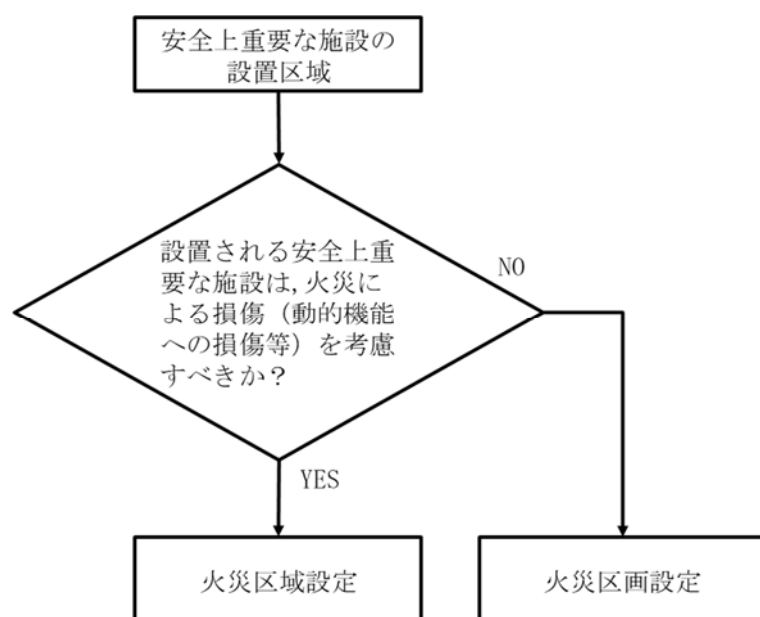 安全上重要な施設の
設置区域
設置される安全上重
要な施設は,火災に
よる損傷（動的機能
への損傷等）を考慮
すべきか？
NO
YES
火災区域設定
火災区画設定